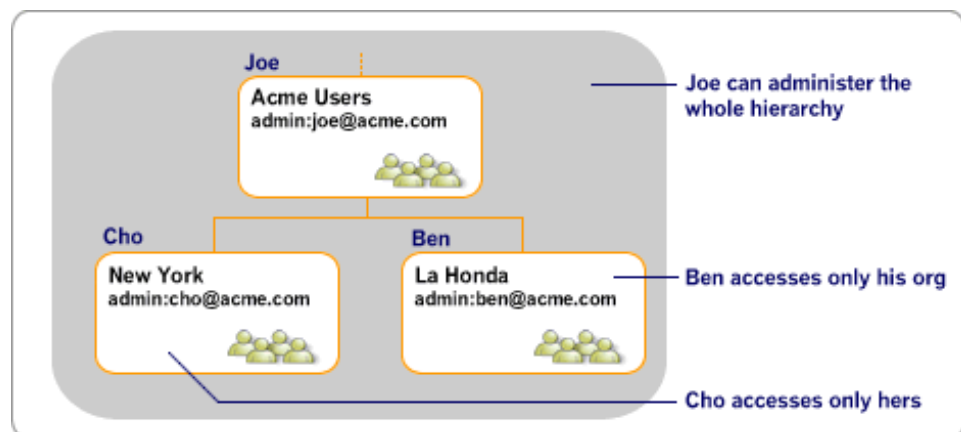 Joe
Acme Users
admin:joe@acme.com
Joe can administer the
whole hierarchy
Cho
New York
admin:cho@acme.com
Ben
La Honda
admin:ben@acme.com
Ben accesses only his org
Cho accesses only hers